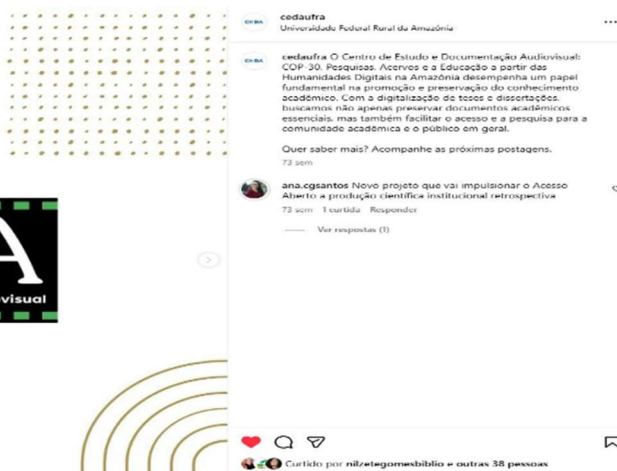 cedaufra
Universidade Federal Rural da Amazônia
cedaufra O Centro de Estudo e Documentação Audiovisual:
COP-30. Pesquisas, Acervos e a Educação a partir das
Humanidades Digitais na Amazônia desempenha um papel
fundamental na promoção e preservação do conhecimento
acadêmico. Com a digitalização de teses e dissertações,
buscamos não apenas preservar documentos acadêmicos
essenciais, mas também facilitar o acesso e a pesquisa para a
comunidade acadêmica e o público em geral.
Quer saber mais? Acompanhe as próximas postagens.
73 sem
ana.cgsantos Novo projeto que vai impulsionar o Acesso
Aberto a produção científica institucional retrospectiva
73 sem 1 curtida Responder
Ver respostas (1)
A
visual
Curtido por nilzetegomesbiblio e outras 38 pessoas